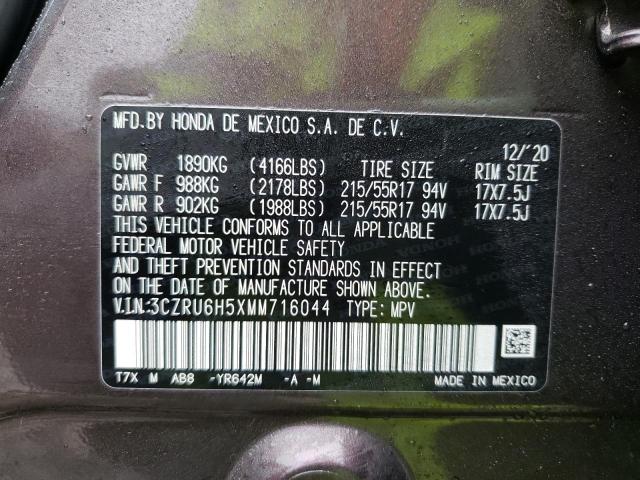 MFD.BY HONDA DE MEXICO S.A. DE C.V.
12/'20
GVWR 1890KG (4166LBS) TIRE SIZE RIM SIZE
GAWR F 988KG (2178LBS) 215/55R17 94V 17X7.5J
GAWR R 902KG (1988LBS) 215/55R17 94V 17X7.5J
THIS VEHICLE CONFORMS TO ALL APPLICABLE
FEDERAL MOTOR VEHICLE SAFETY
AND THEFT PREVENTION STANDARDS IN EFFECT
ON THE DATE OF MANUFACTURE SHOWN ABOVE.
V.I.N:3CZRU6H5XMM716044 TYPE: MPV
T7X M AB8 -YR642M -A -M
MADE IN MEXICO